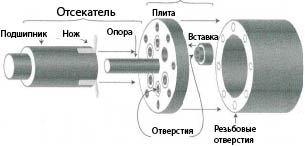 Отсекатель
Плита
Подшипник
Нож
Опора
Вставка
Отверстия
Резьбовые
отверстия